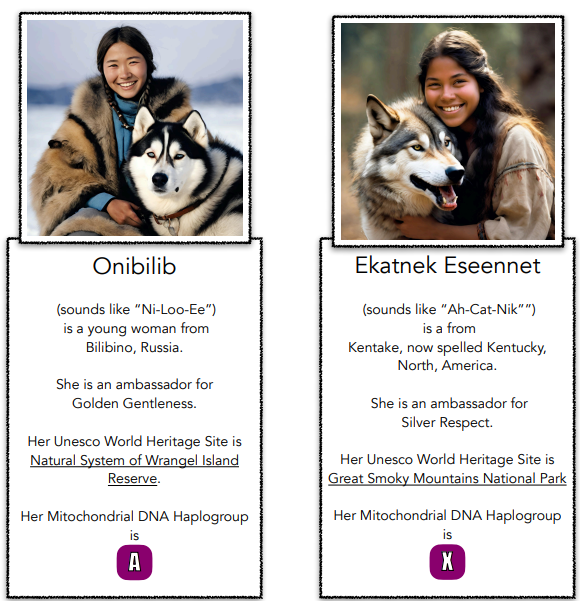 Onibilib
(sounds like “Ni-Loo-Ee”)
is a young woman from
Bilibino, Russia.
She is an ambassador for
Golden Gentleness.
Her Unesco World Heritage Site is
Natural System of Wrangel Island
Reserve.
Her Mitochondrial DNA Haplogroup
is
A
Ekatnek Eseennet
(sounds like “Ah-Cat-Nik””)
is a from
Kentake, now spelled Kentucky,
North, America.
She is an ambassador for
Silver Respect.
Her Unesco World Heritage Site is
Great Smoky Mountains National Park
Her Mitochondrial DNA Haplogroup
is
X